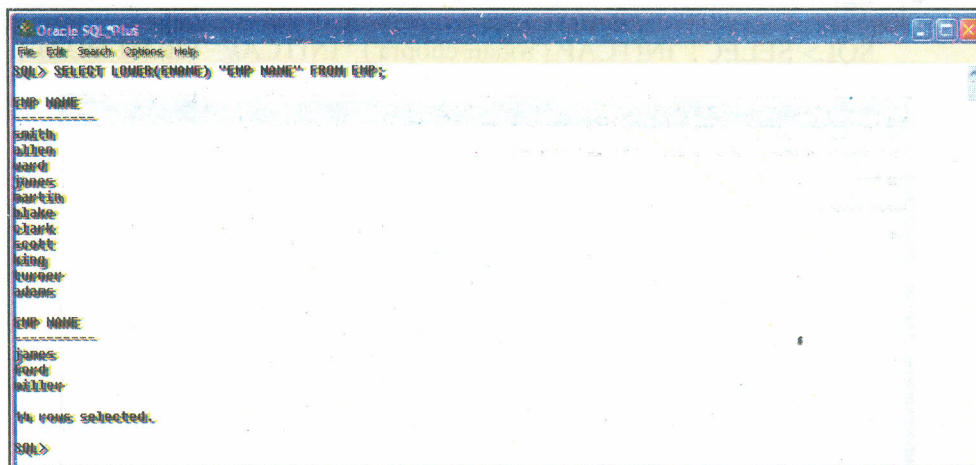 Oracle SQL*Plus
File Edit Search Options Help
SQL> SELECT LOWER(ENAME) "EMP NAME" FROM EMP;
EMP NAME
----------
smith
allen
ward
jones
martin
blake
clark
scott
king
turner
adams
EMP NAME
----------
james
ford
miller
14 rows selected.
SQL>